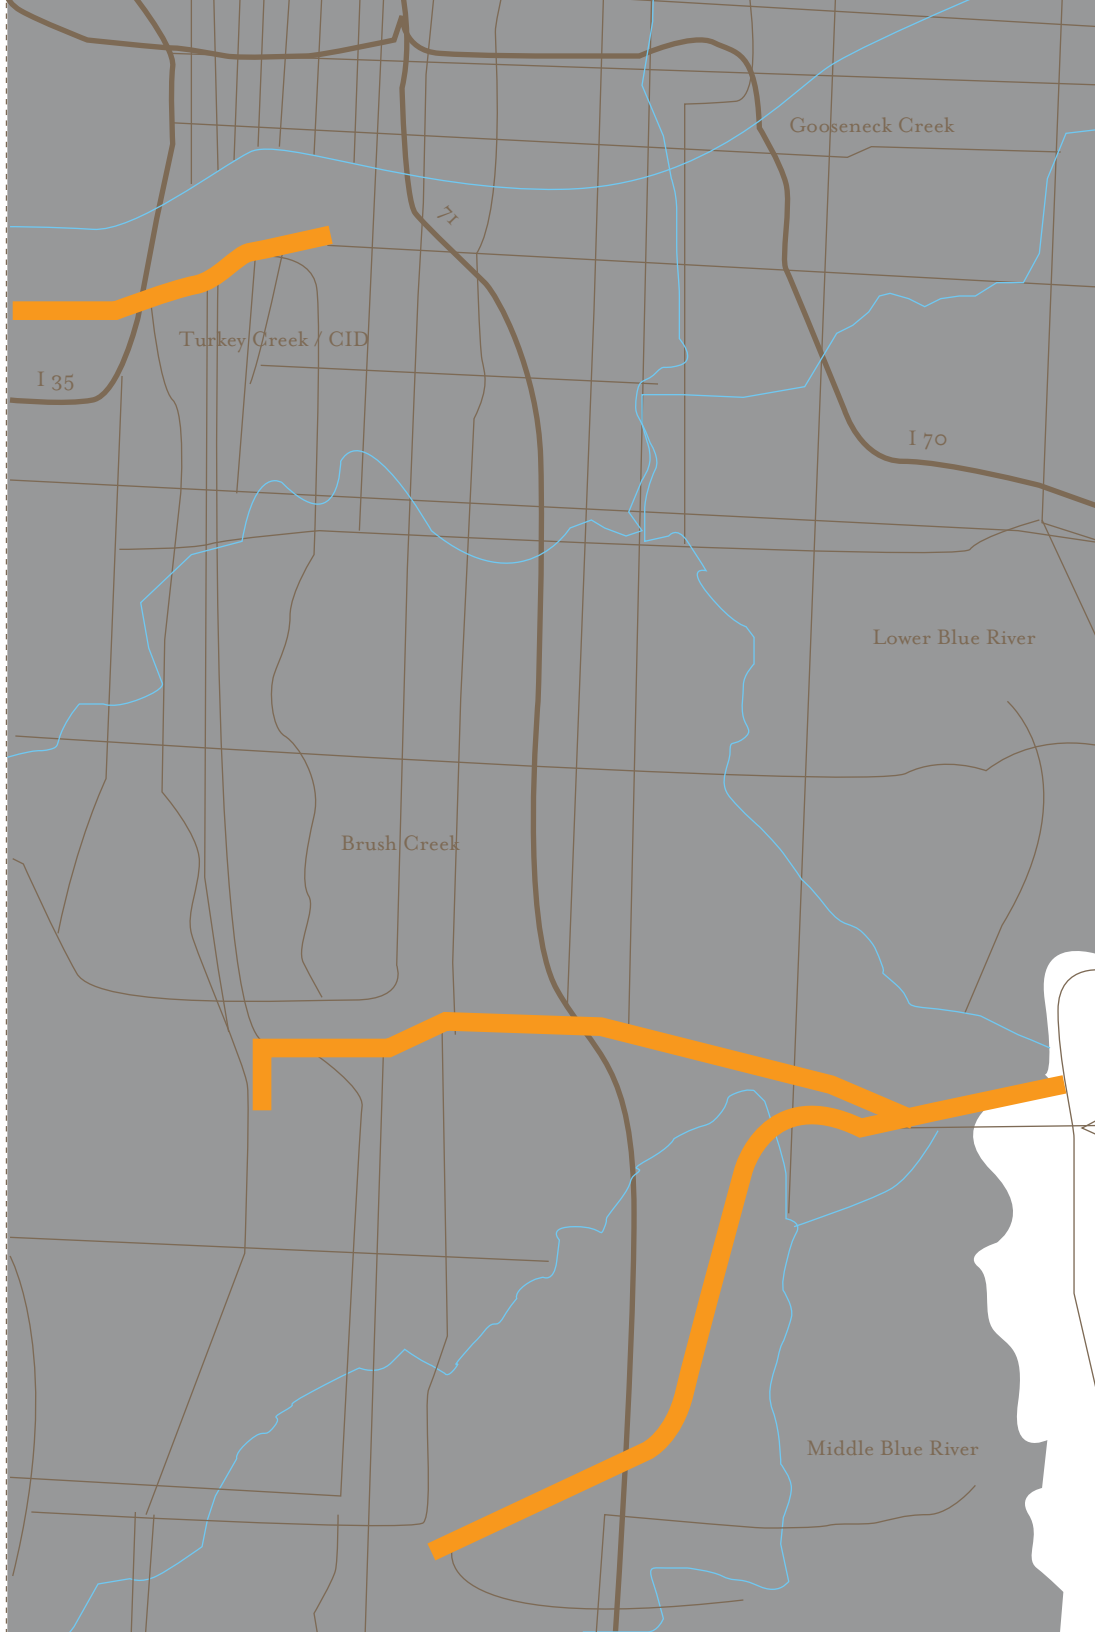 Gooseneck Creek
71
Turkey Creek / CID
I 35
I 70
Lower Blue River
Brush Creek
Middle Blue River